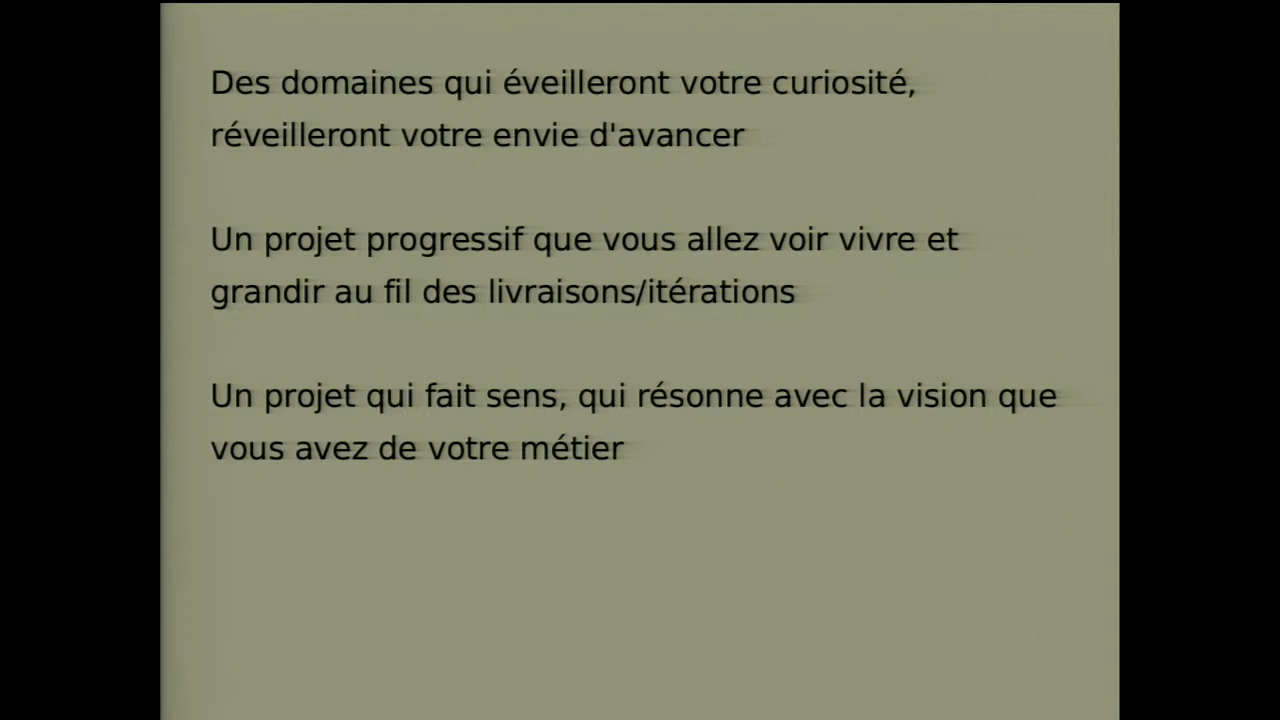 Des domaines qui éveilleront votre curiosité,
réveilleront votre envie d'avancer
Un projet progressif que vous allez voir vivre et
grandir au fil des livraisons/itérations
Un projet qui fait sens, qui résonne avec la vision que
vous avez de votre métier